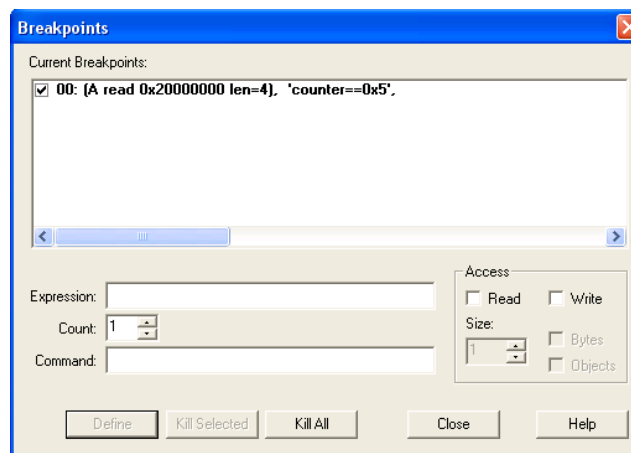 Breakpoints
Current Breakpoints:
00: (A read 0x20000000 len=4), 'counter==0x5',
Access
Expression:
Read
Write
Count: 1
Size:
1
Bytes
Command:
Objects
Define
Kill Selected
Kill All
Close
Help